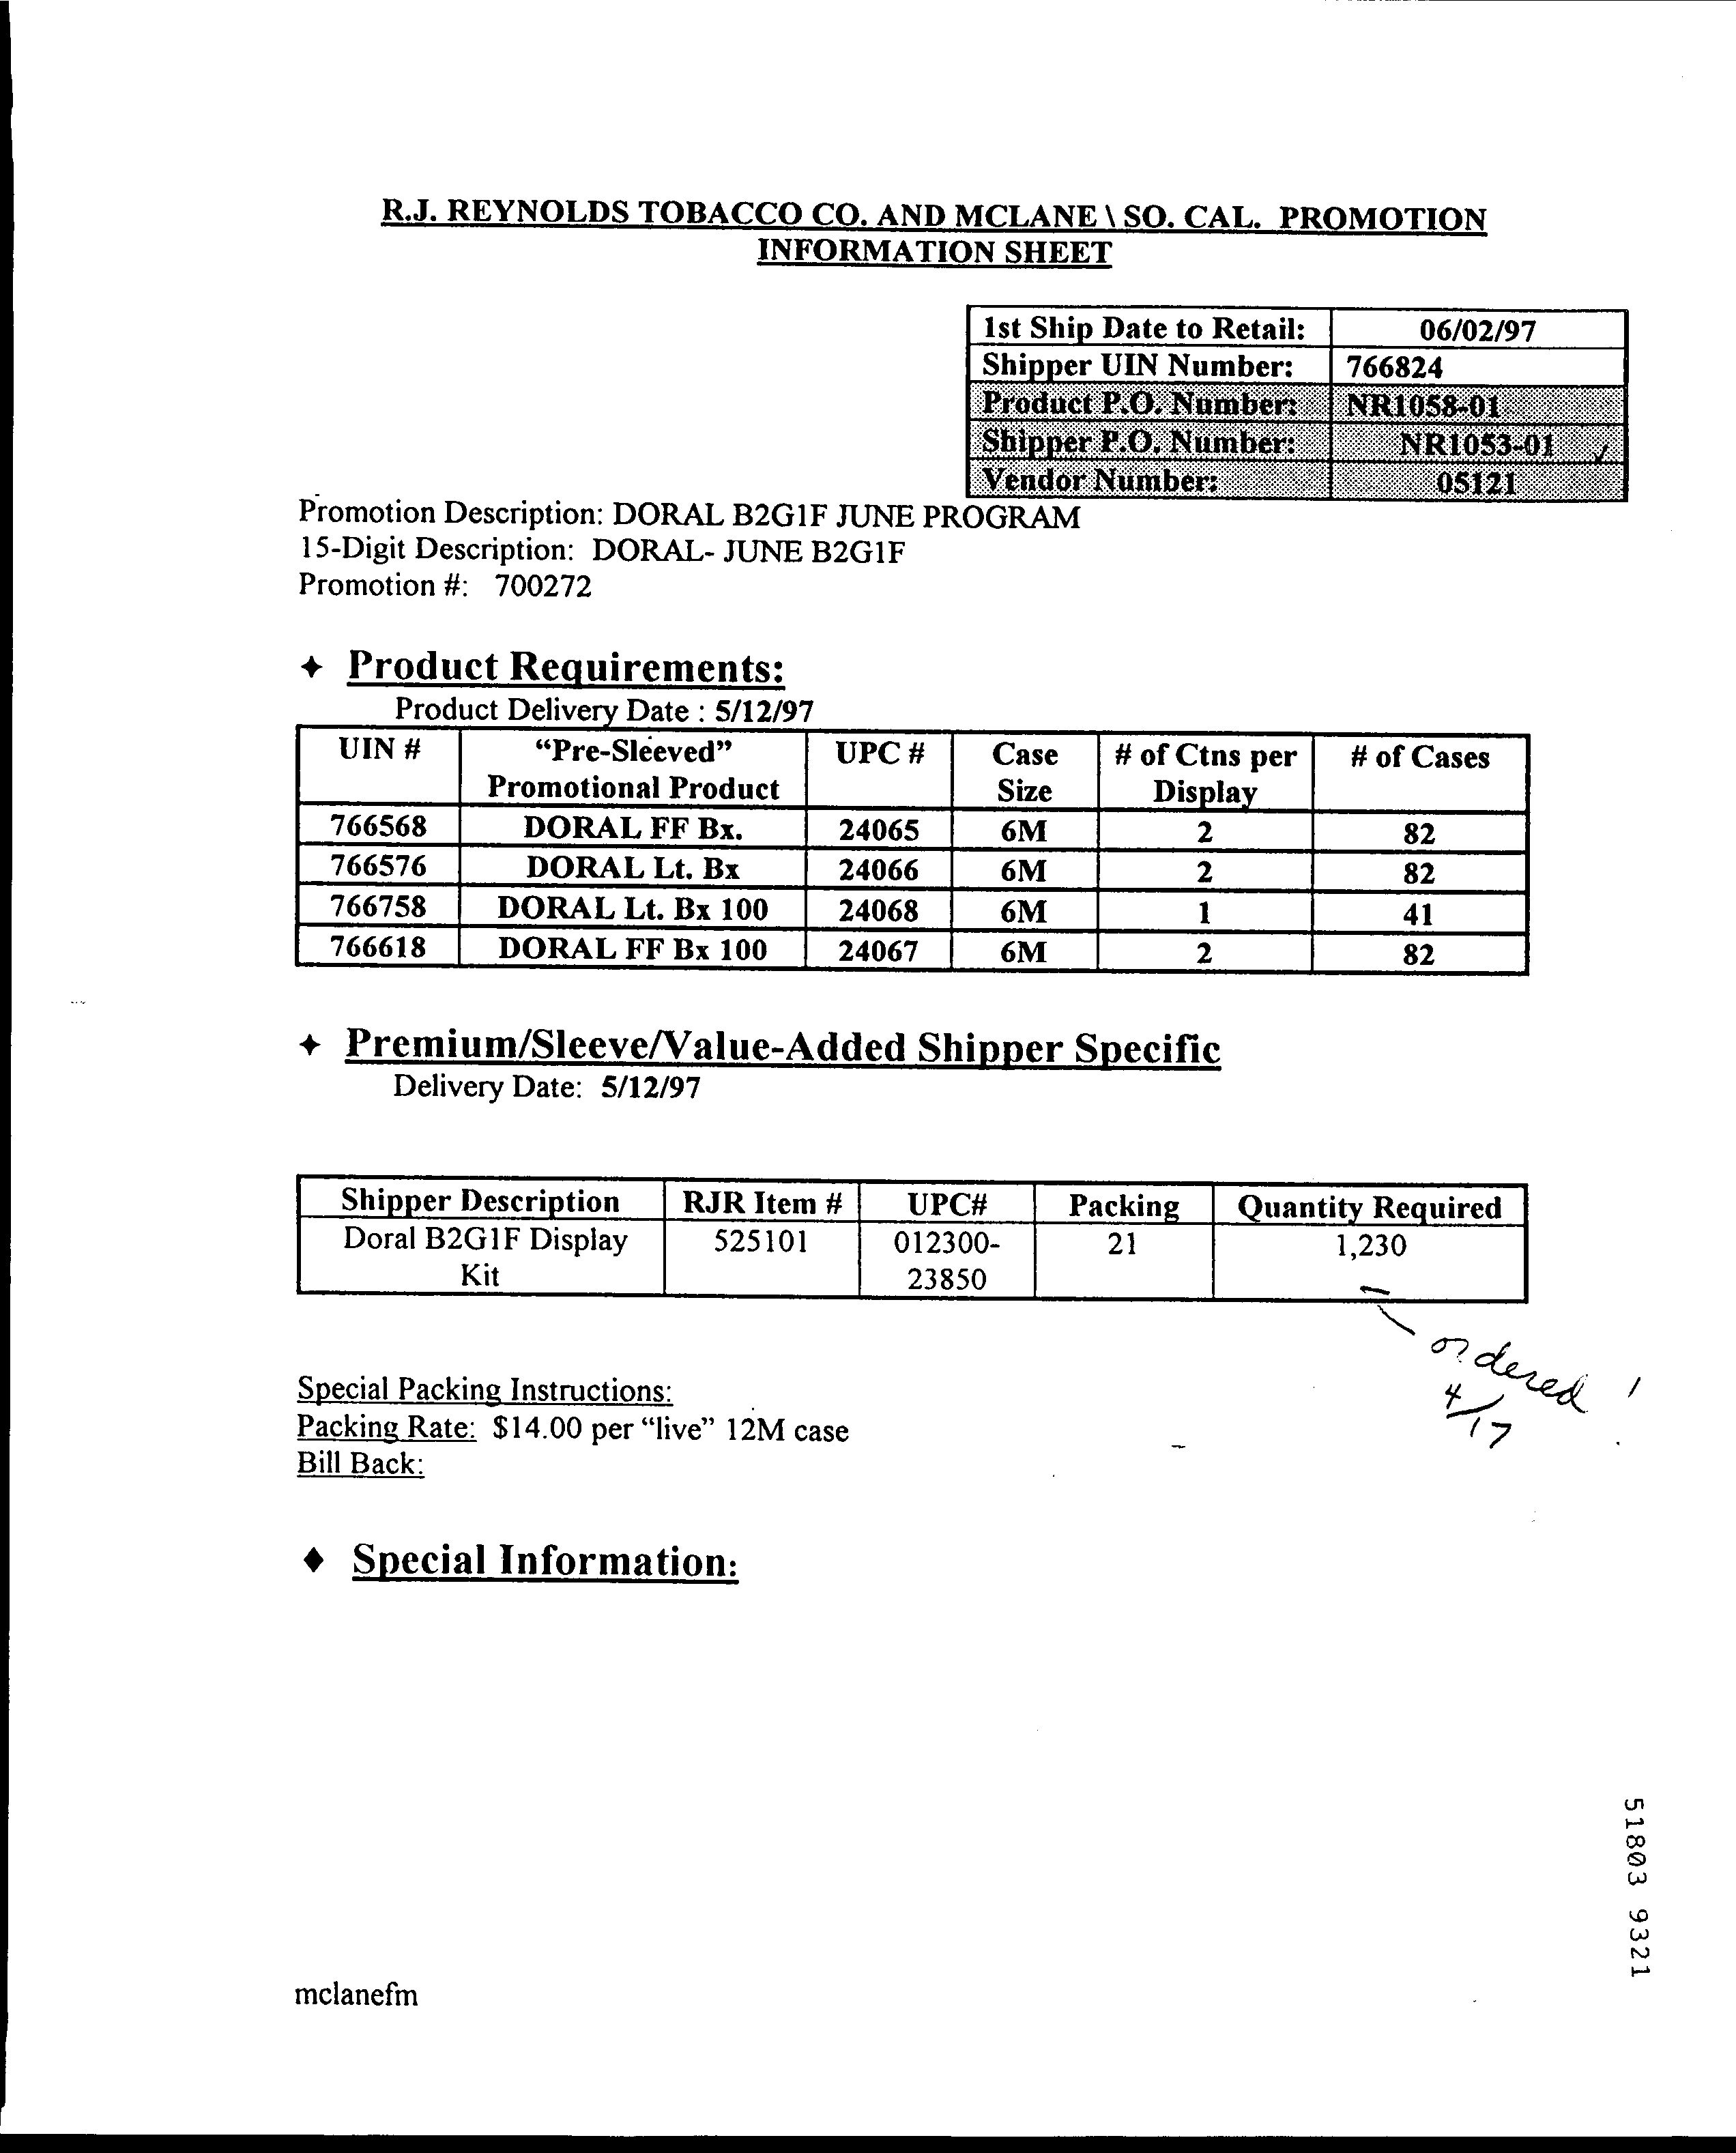 R.J. REYNOLDS TOBACCO CO. AND MCLANE \ SO. CAL. PROMOTION
INFORMATION SHEET
1st Ship Date to Retail: 06/02/97
Shipper UIN Number: 766824
Product P.O. Number: NR1058-01
Shipper P.O. Number: NR1053-01 ✓
Vendor Number: 05121
Promotion Description: DORAL B2G1F JUNE PROGRAM
15-Digit Description: DORAL- JUNE B2G1F
Promotion #: 700272
Product Requirements:
Product Delivery Date : 5/12/97
UIN # “Pre-Sleeved” UPC # Case # of Ctns per # of Cases
Promotional Product Size Display
766568 DORAL FF Bx. 24065 6M 2 82
766576 DORAL Lt. Bx 24066 6M 2 82
766758 DORAL Lt. Bx 100 24068 6M 1 41
766618 DORAL FF Bx 100 24067 6M 2 82
Premium/Sleeve/Value-Added Shipper Specific
Delivery Date: 5/12/97
Shipper Description RJR Item # UPC# Packing Quantity Required
Doral B2G1F Display 525101 012300- 21 1,230
Kit 23850
ordered
4/17
Special Packing Instructions:
Packing Rate: $14.00 per “live” 12M case
Bill Back:
Special Information:
51803 9321
mclanefm